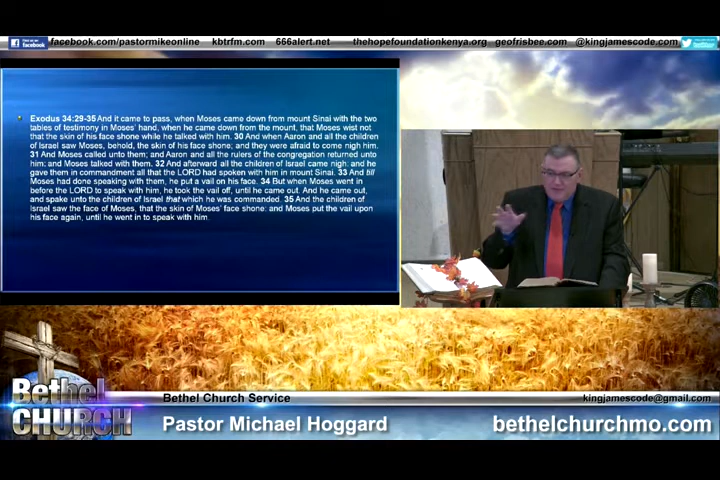 Find us on facebook facebook.com/pastormikeonline kbtrfm.com 666alert.net thehopefoundationkenya.org geofrisbee.com @kingjamescode.com twitter
Exodus 34:29-35 And it came to pass, when Moses came down from mount Sinai with the two
tables of testimony in Moses' hand, when he came down from the mount, that Moses wist not
that the skin of his face shone while he talked with him. 30 And when Aaron and all the children
of Israel saw Moses, behold, the skin of his face shone; and they were afraid to come nigh him.
31 And Moses called unto them; and Aaron and all the rulers of the congregation returned unto
him: and Moses talked with them. 32 And afterward all the children of Israel came nigh: and he
gave them in commandment all that the LORD had spoken with him in mount Sinai. 33 And till
Moses had done speaking with them, he put a vail on his face. 34 But when Moses went in
before the LORD to speak with him, he took the vail off, until he came out. And he came out,
and spake unto the children of Israel that which he was commanded. 35 And the children of
Israel saw the face of Moses, that the skin of Moses' face shone: and Moses put the vail upon
his face again, until he went in to speak with him.
Bethel
CHURCH
Bethel Church Service kingjamescode@gmail.com
Pastor Michael Hoggard bethelchurchmo.com